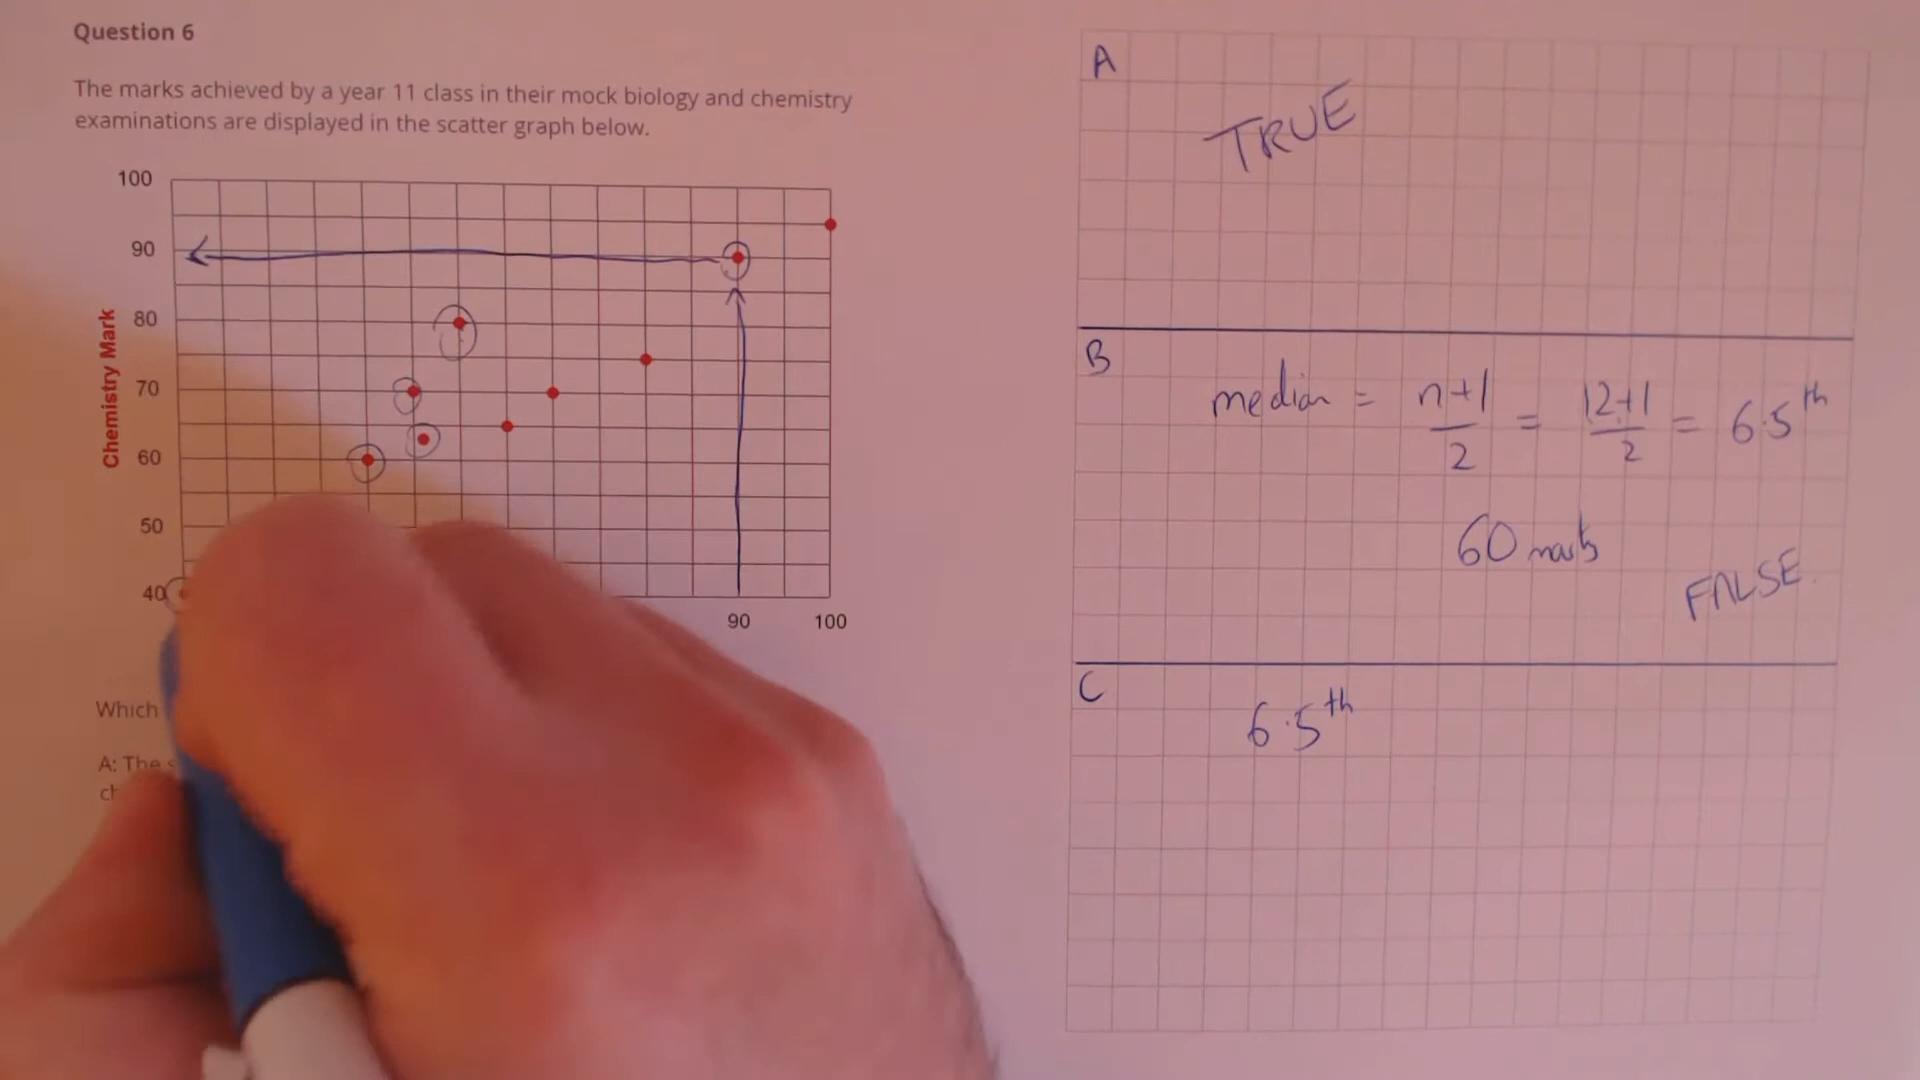 Question 6
The marks achieved by a year 11 class in their mock biology and chemistry
examinations are displayed in the scatter graph below.
100
90
80
70
60
50
40
Chemistry Mark
90 100
Which
A: The
ch
A
TRUE
B
median = n+1/2 = 12+1/2 = 6.5th
60 marks
FALSE.
C
6.5th